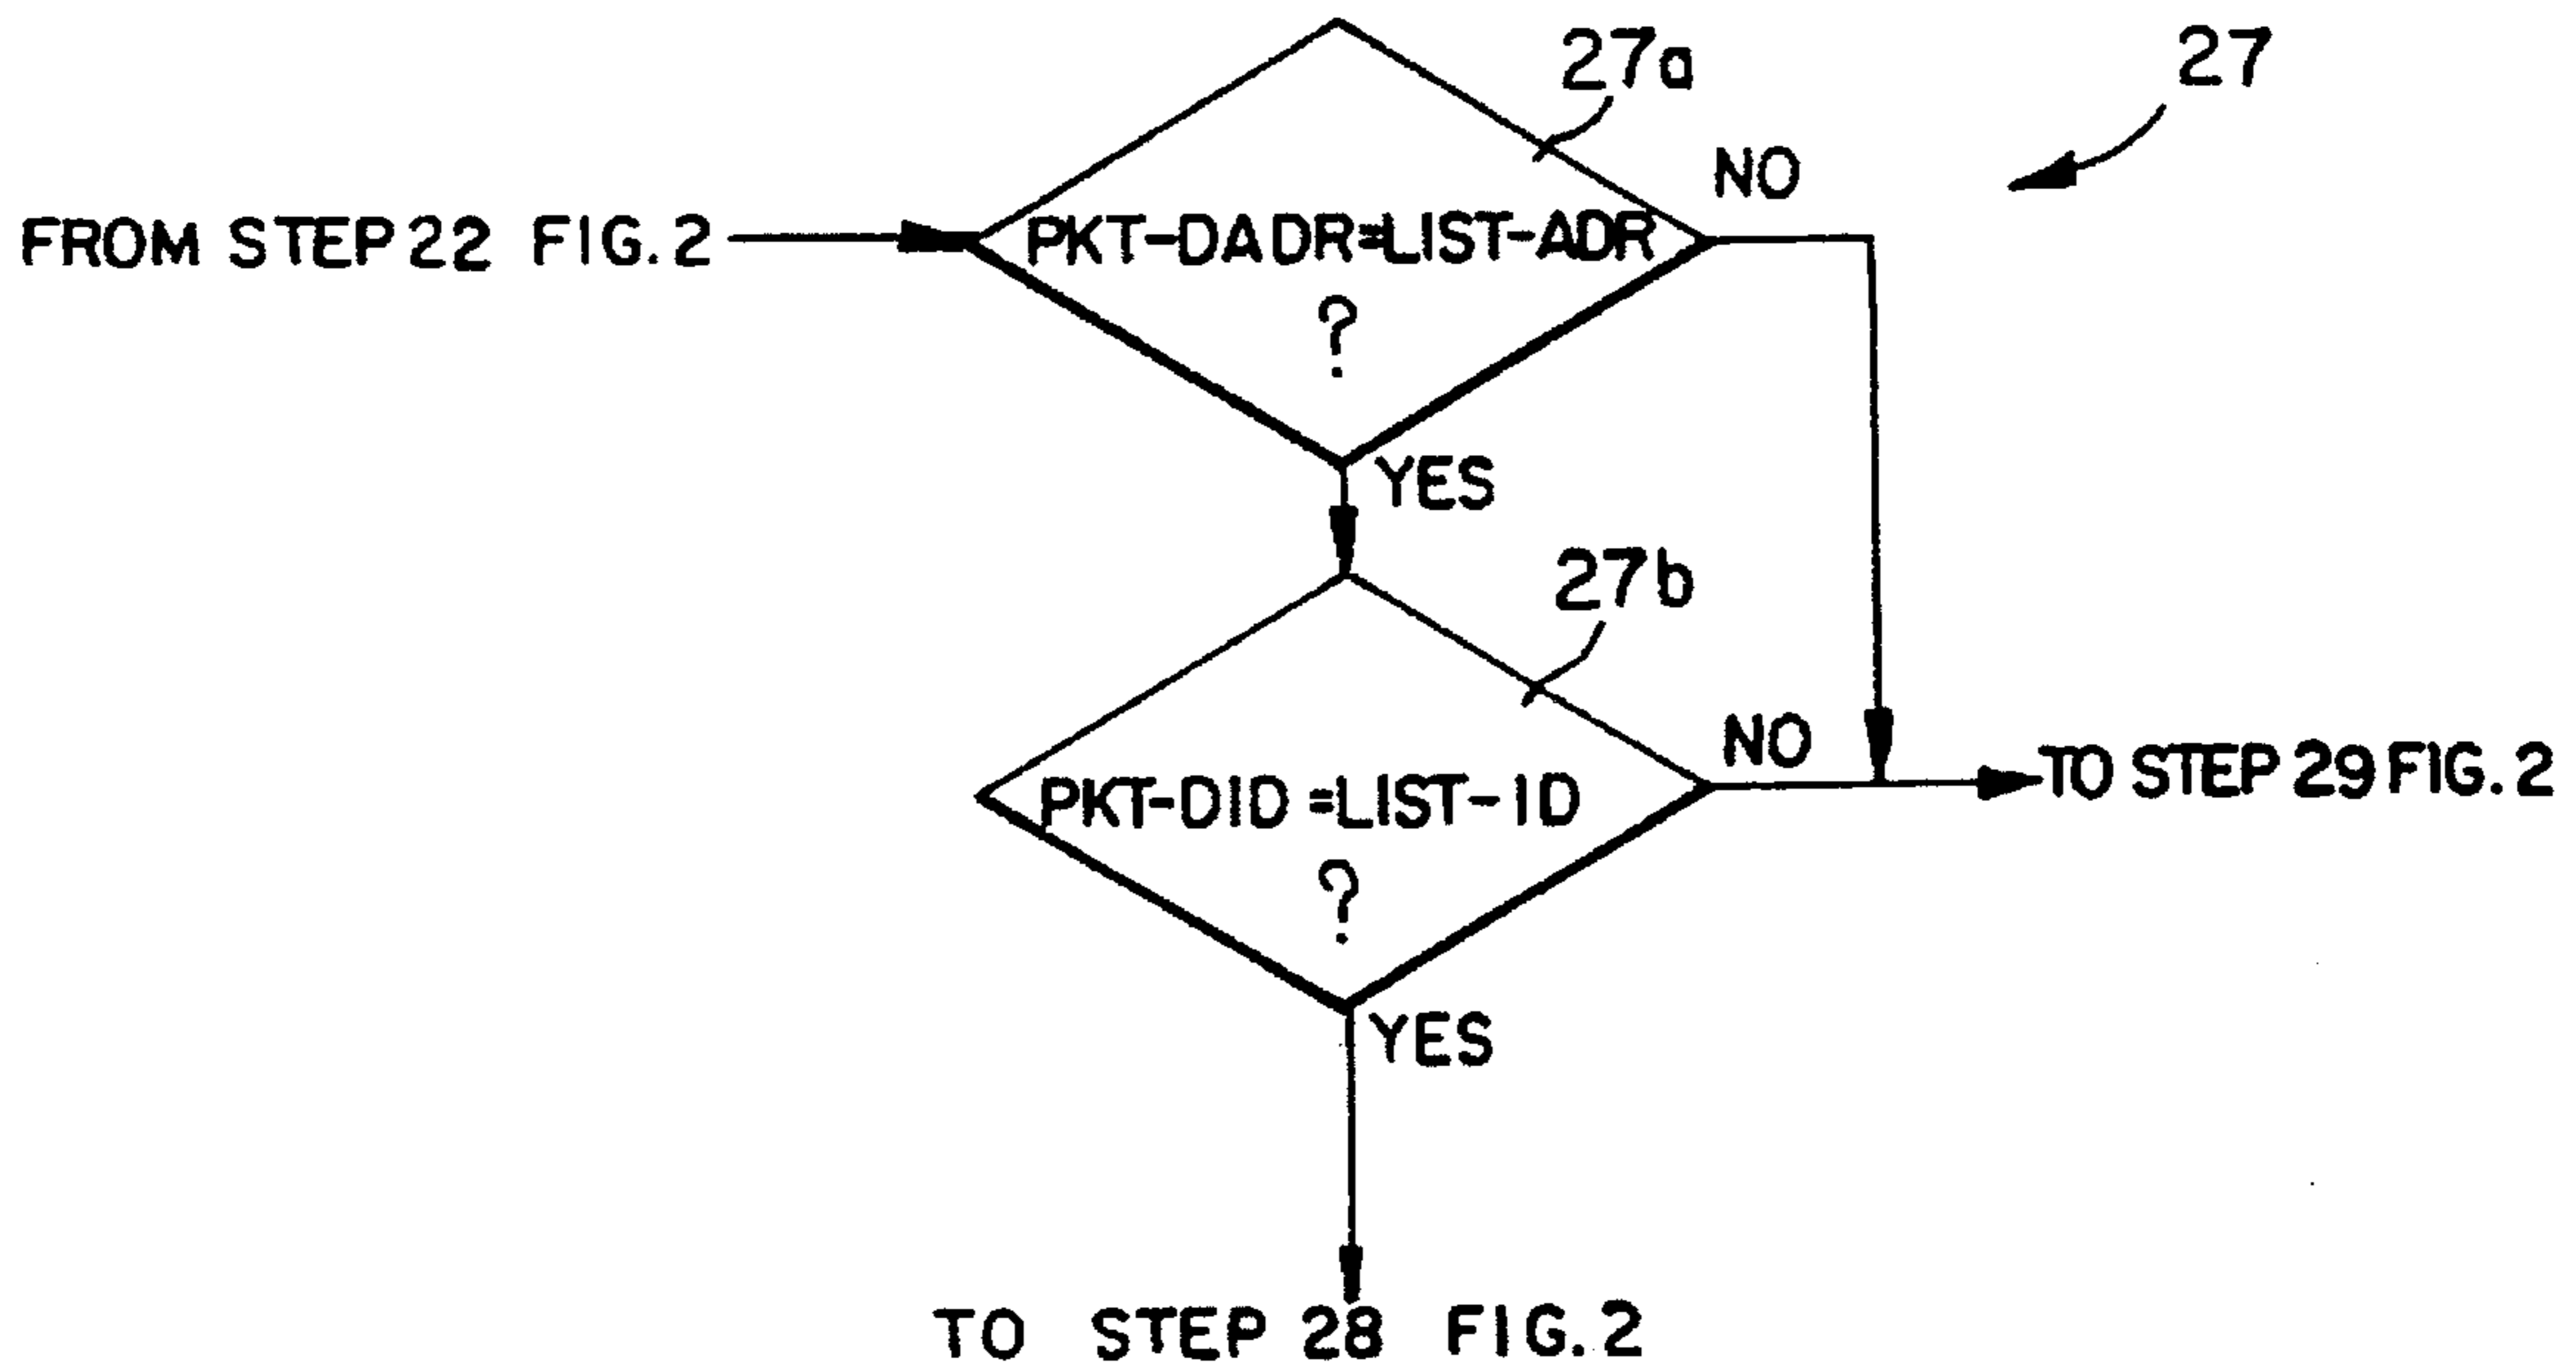 27a
27
NO
FROM STEP 22 FIG. 2
PKT-DADR=LIST-ADR
?
YES
27b
NO
TO STEP 29 FIG. 2
PKT-DID=LIST-ID
?
YES
TO STEP 28 FIG. 2